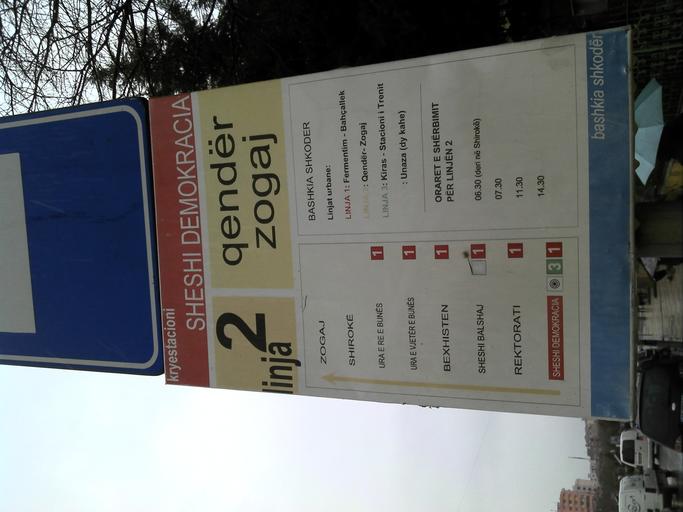 kryestacioni
SHESHI DEMOKRACIA
linja 2
qendër
zogaj
ZOGAJ
SHIROKË
URA E RE E BUNËS 1
URA E VJETËR E BUNËS 1
BEXHISTEN 1
SHESHI BALSHAJ 1
REKTORATI 1
SHESHI DEMOKRACIA 3 1
BASHKIA SHKODER
Linjat urbane:
LINJA 1: Fermentim - Bahçallek
LINJA 2: Qendër- Zogaj
LINJA 3: Kiras - Stacioni i Trenit
: Unaza (dy kahe)
ORARET E SHËRBIMIT
PËR LINJËN 2
06.30 (deri në Shirokë)
07.30
11.30
14.30
bashkia shkodër